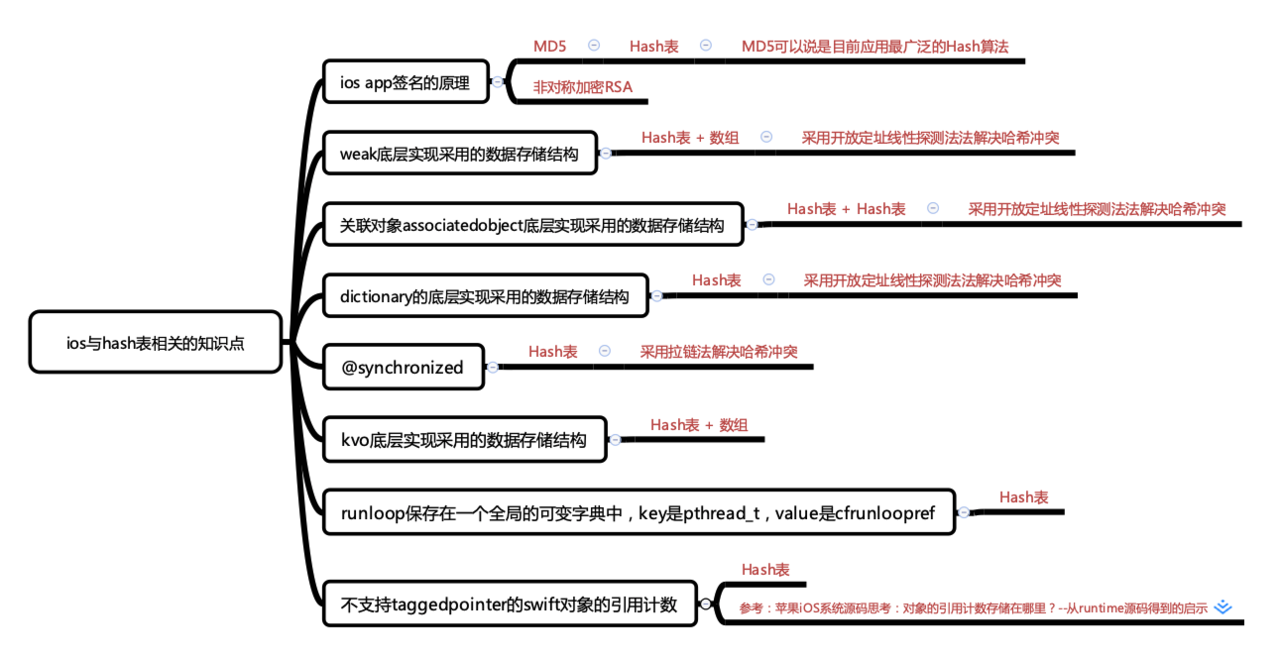 ios与hash表相关的知识点
ios app签名的原理
MD5
Hash表
MD5可以说是目前应用最广泛的Hash算法
非对称加密RSA
weak底层实现采用的数据存储结构
Hash表 + 数组
采用开放定址线性探测法法解决哈希冲突
关联对象associatedobject底层实现采用的数据存储结构
Hash表 + Hash表
采用开放定址线性探测法法解决哈希冲突
dictionary的底层实现采用的数据存储结构
Hash表
采用开放定址线性探测法法解决哈希冲突
@synchronized
Hash表
采用拉链法解决哈希冲突
kvo底层实现采用的数据存储结构
Hash表 + 数组
runloop保存在一个全局的可变字典中，key是pthread_t，value是cfrunloopref
Hash表
不支持taggedpointer的swift对象的引用计数
Hash表
参考：苹果iOS系统源码思考：对象的引用计数存储在哪里？--从runtime源码得到的启示